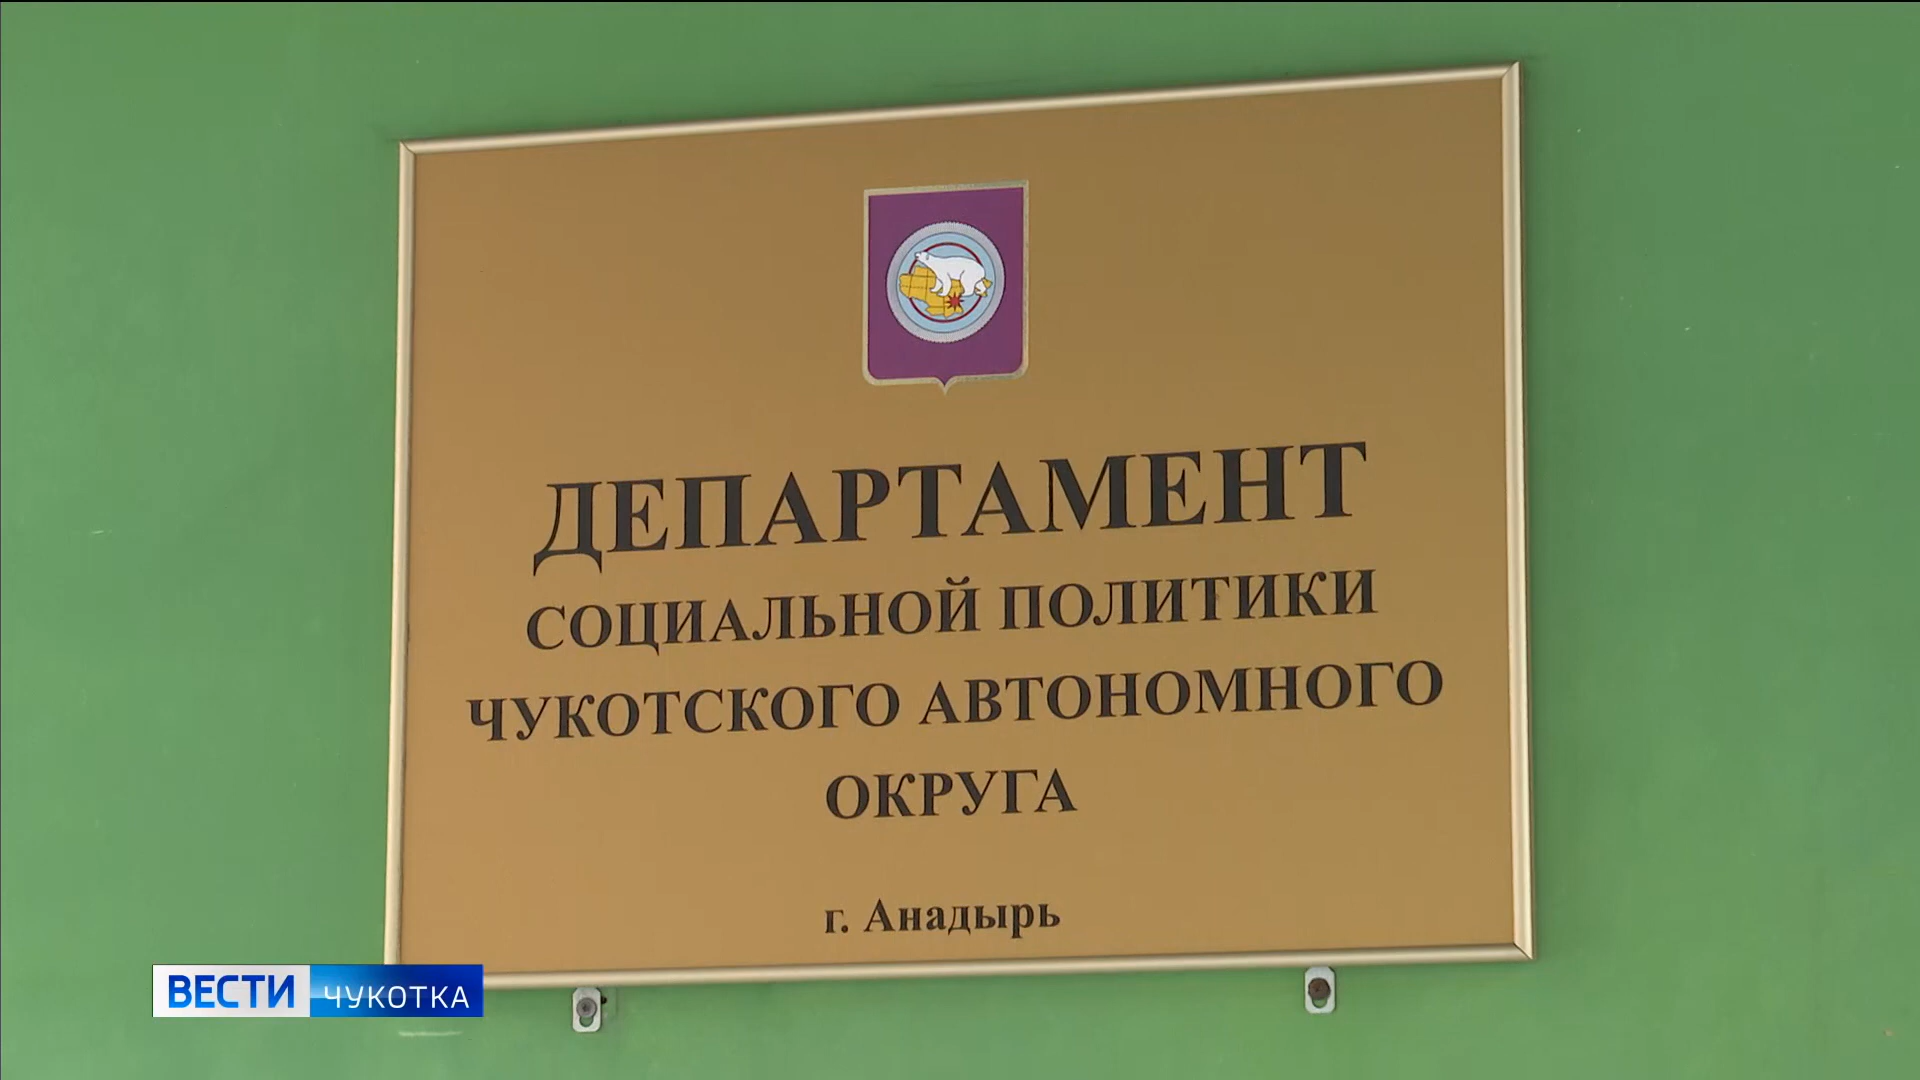 ДЕПАРТАМЕНТ
СОЦИАЛЬНОЙ ПОЛИТИКИ
ЧУКОТСКОГО АВТОНОМНОГО
ОКРУГА
г. Анадырь
ВЕСТИ ЧУКОТКА